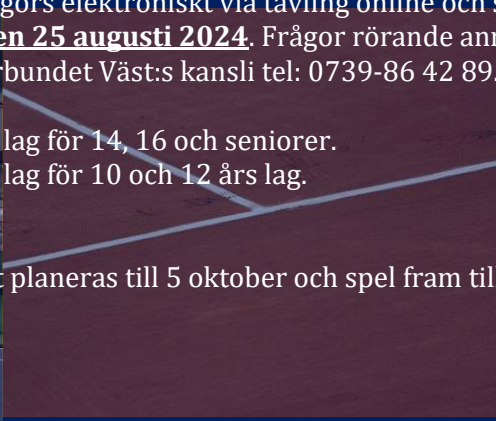 görs elektroniskt via tävling online och s
en 25 augusti 2024. Frågor rörande anm
bundet Väst:s kansli tel: 0739-86 42 89.
lag för 14, 16 och seniorer.
lag för 10 och 12 års lag.
planeras till 5 oktober och spel fram til